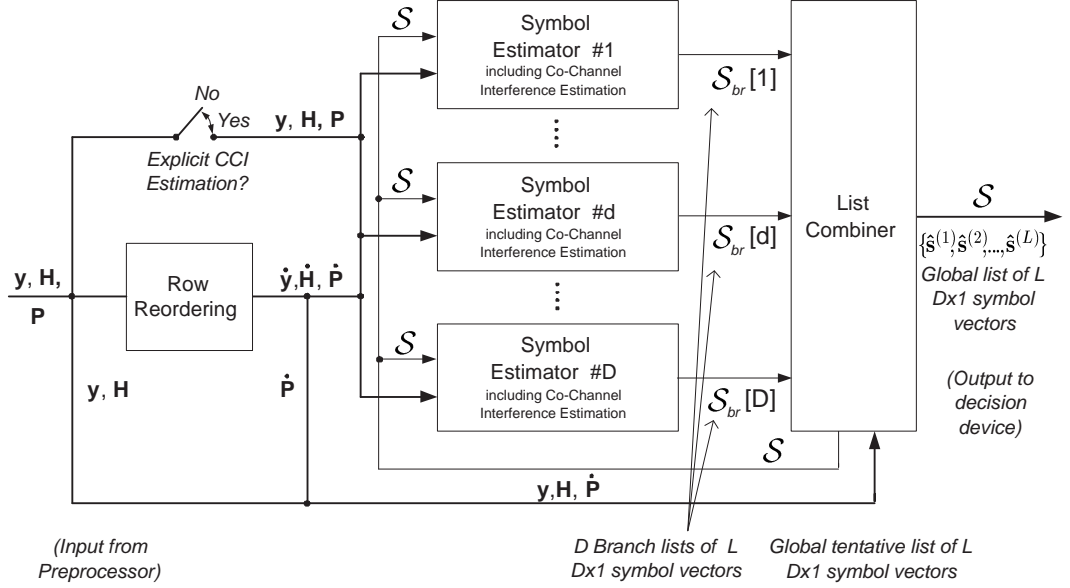 𝒮
Symbol
Estimator #1
including Co-Channel
Interference Estimation
𝒮_br[1]
No
Yes
y, H, P
Explicit CCI
Estimation?
𝒮
Symbol
Estimator #d
including Co-Channel
Interference Estimation
𝒮_br[d]
List
Combiner
𝒮
{ŝ^(1),ŝ^(2),...,ŝ^(L)}
Global list of L
Dx1 symbol
vectors
(Output to
decision
device)
y, H,
P
Row
Reordering
ẏ,Ḣ, Ṗ
𝒮
Symbol
Estimator #D
including Co-Channel
Interference Estimation
𝒮_br[D]
y, H
Ṗ
𝒮
y,H, Ṗ
(Input from
Preprocessor)
D Branch lists of L
Dx1 symbol vectors
Global tentative list of L
Dx1 symbol vectors